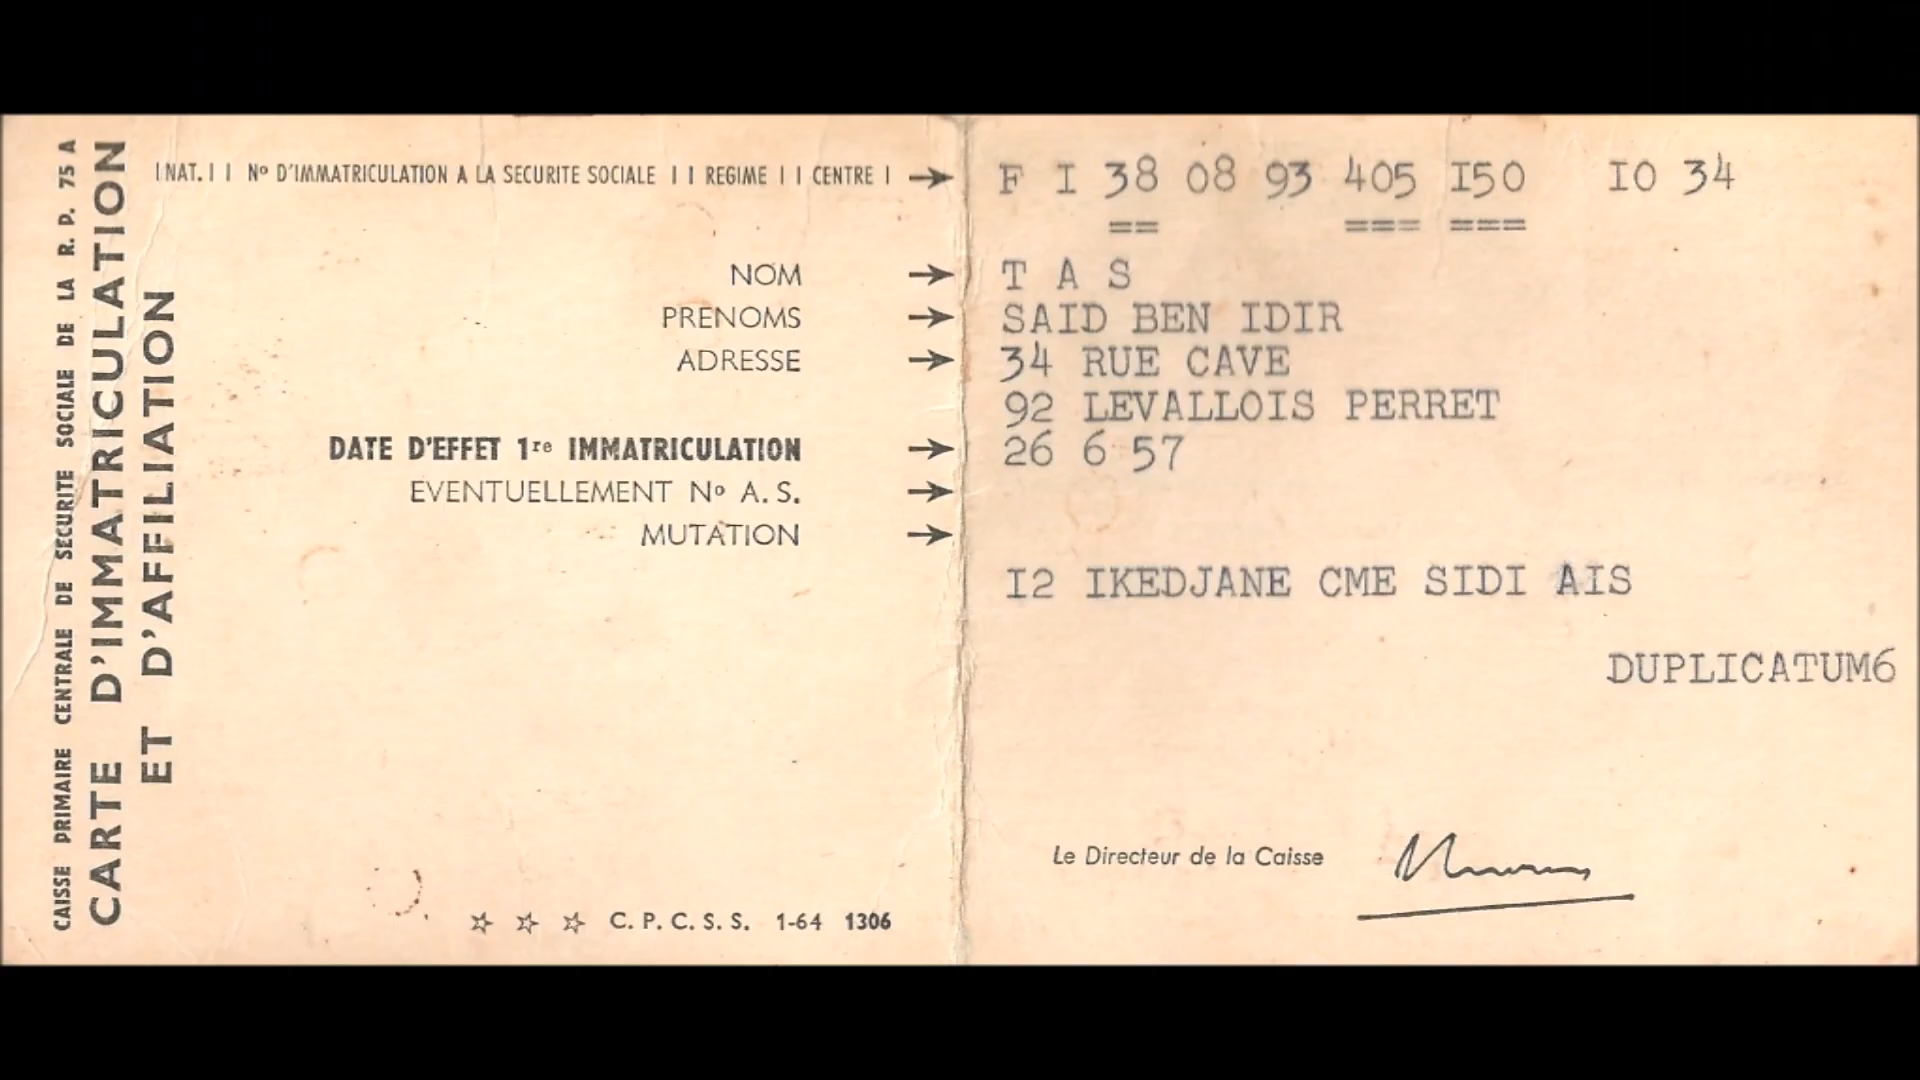 CAISSE PRIMAIRE CENTRALE DE SECURITE SOCIALE DE LA R. P. 75 A
CARTE D'IMMATRICULATION
ET D'AFFILIATION
NAT. Nº D'IMMATRICULATION A LA SECURITE SOCIALE REGIME CENTRE → F I 38 08 93 405 I50 IO 34
== === ===
NOM → T A S
PRENOMS → SAID BEN IDIR
ADRESSE → 34 RUE CAVE
92 LEVALLOIS PERRET
DATE D'EFFET 1re IMMATRICULATION → 26 6 57
EVENTUELLEMENT Nº A. S. →
MUTATION →
I2 IKEDJANE CME SIDI AIS
DUPLICATUM6
Le Directeur de la Caisse
C. P. C. S. S. 1-64 1306